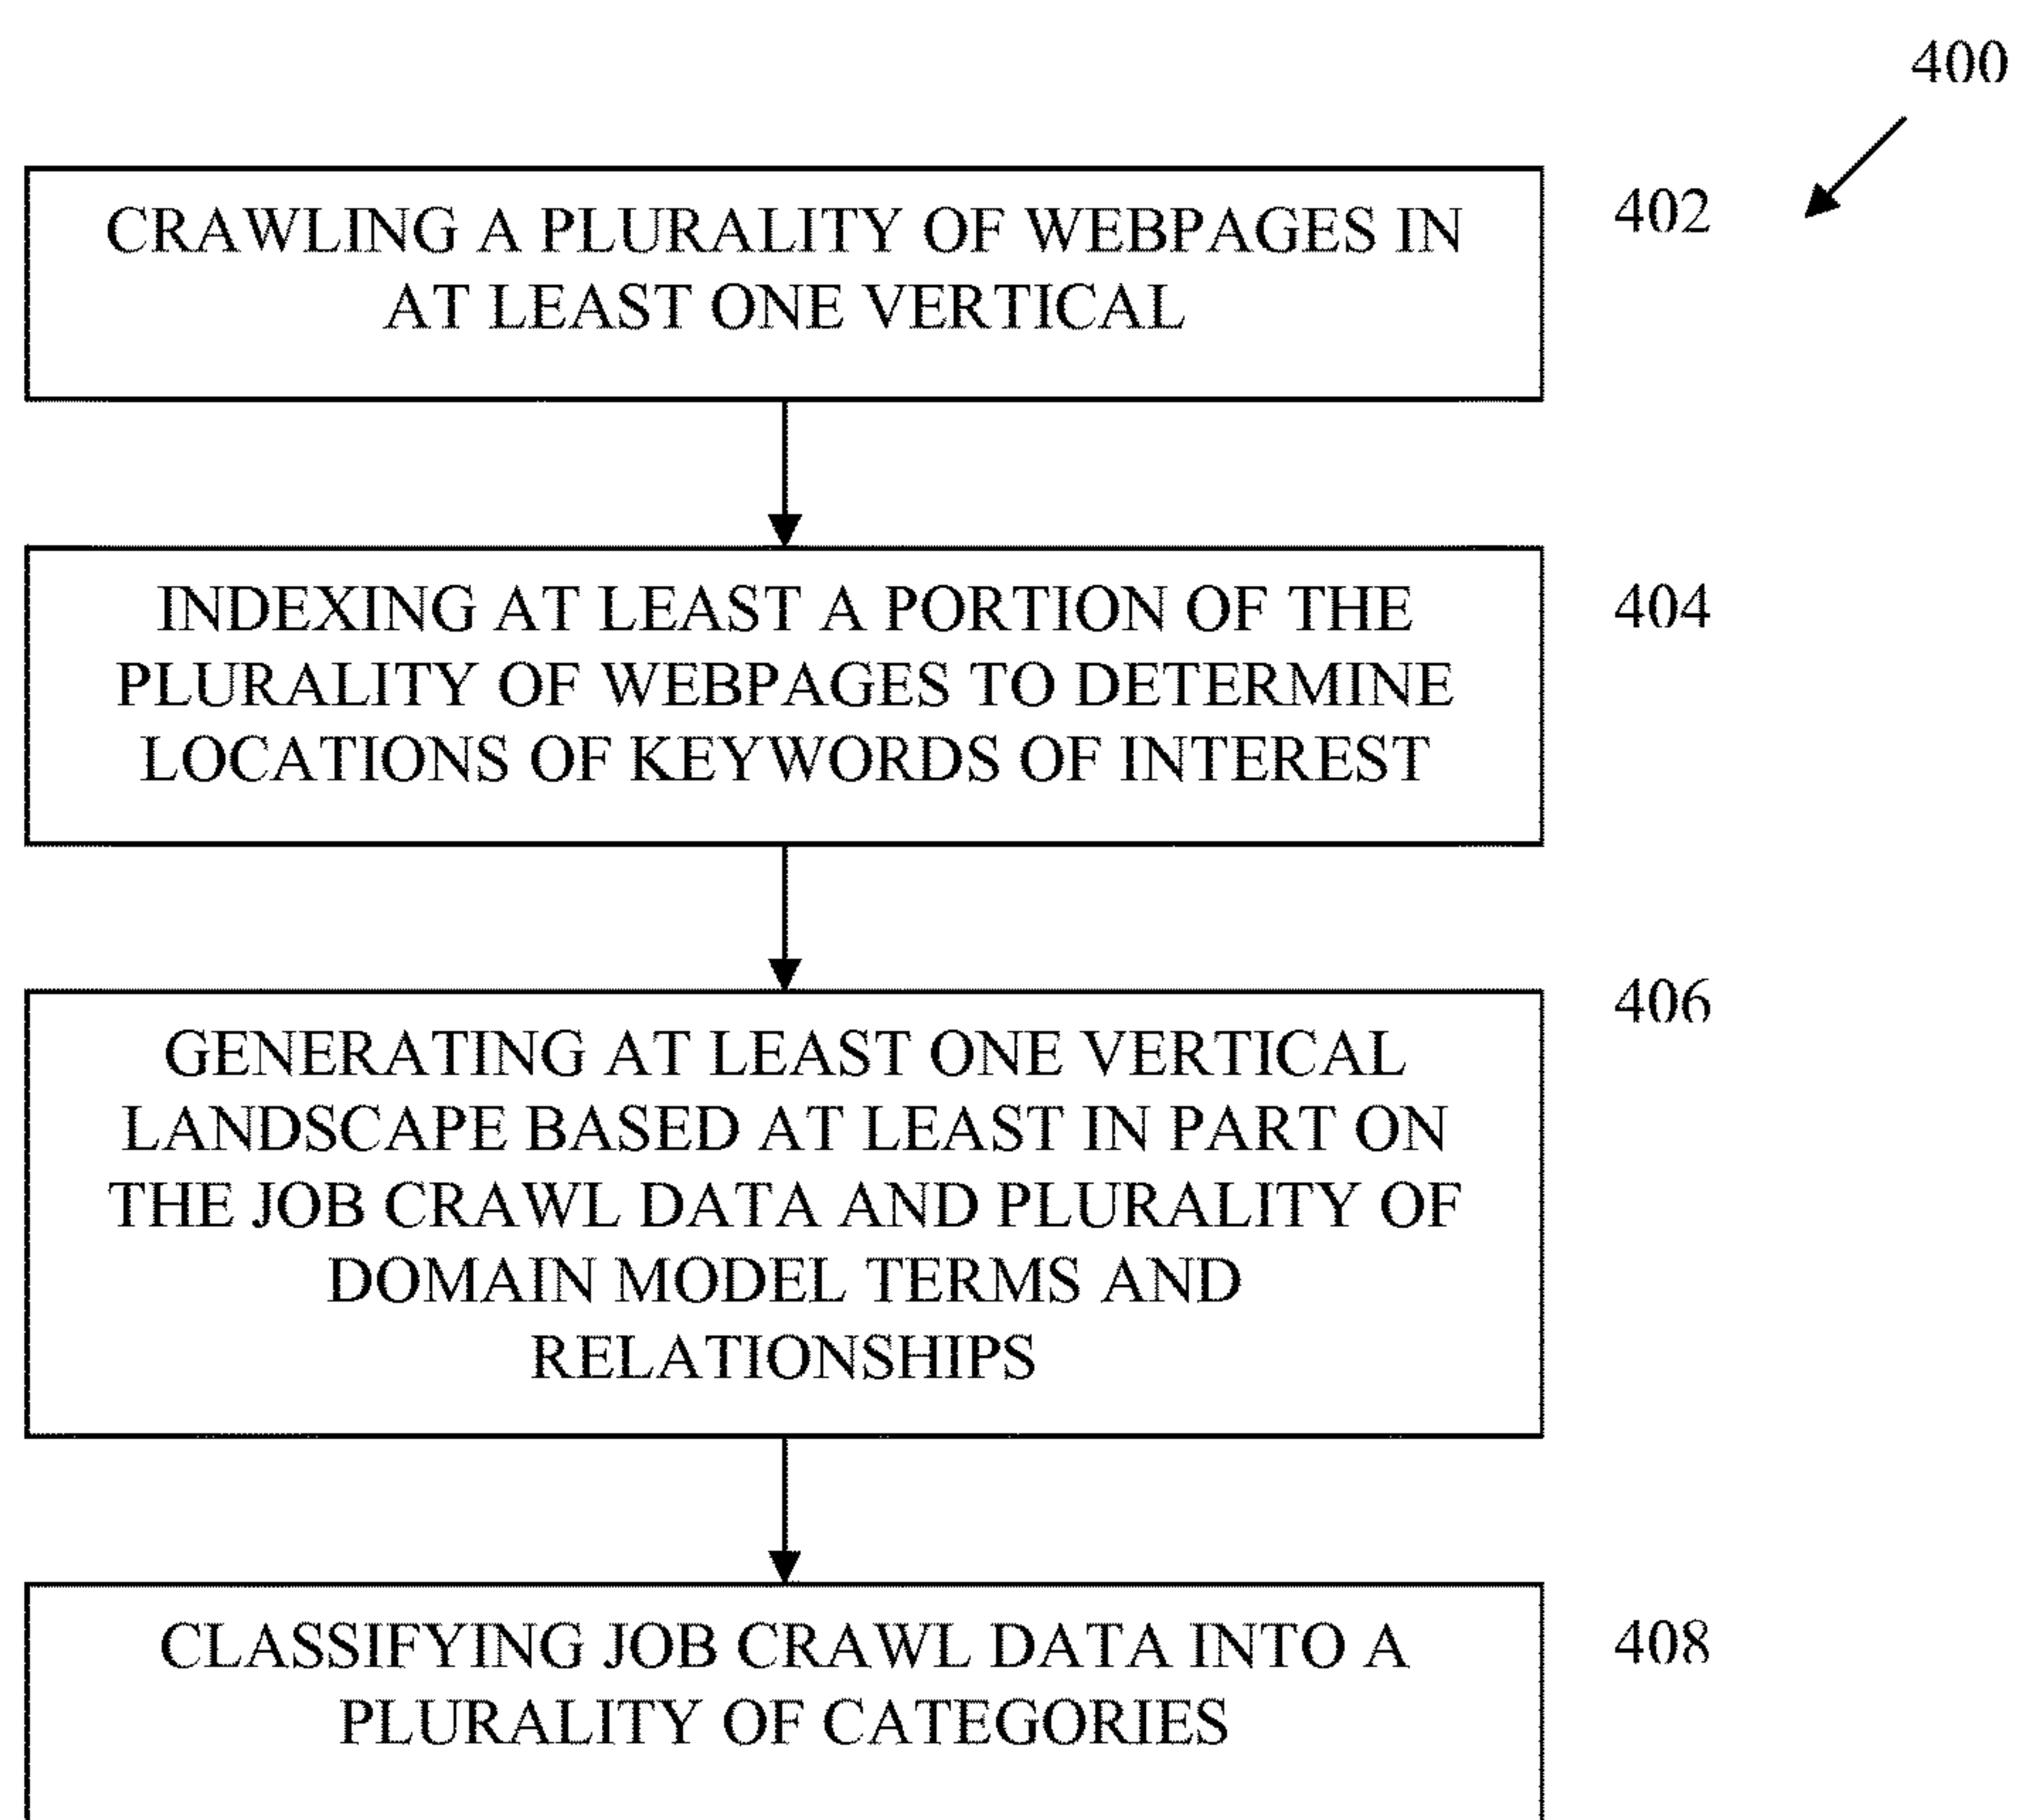 400
402
CRAWLING A PLURALITY OF WEBPAGES IN
AT LEAST ONE VERTICAL
404
INDEXING AT LEAST A PORTION OF THE
PLURALITY OF WEBPAGES TO DETERMINE
LOCATIONS OF KEYWORDS OF INTEREST
406
GENERATING AT LEAST ONE VERTICAL
LANDSCAPE BASED AT LEAST IN PART ON
THE JOB CRAWL DATA AND PLURALITY OF
DOMAIN MODEL TERMS AND
RELATIONSHIPS
408
CLASSIFYING JOB CRAWL DATA INTO A
PLURALITY OF CATEGORIES